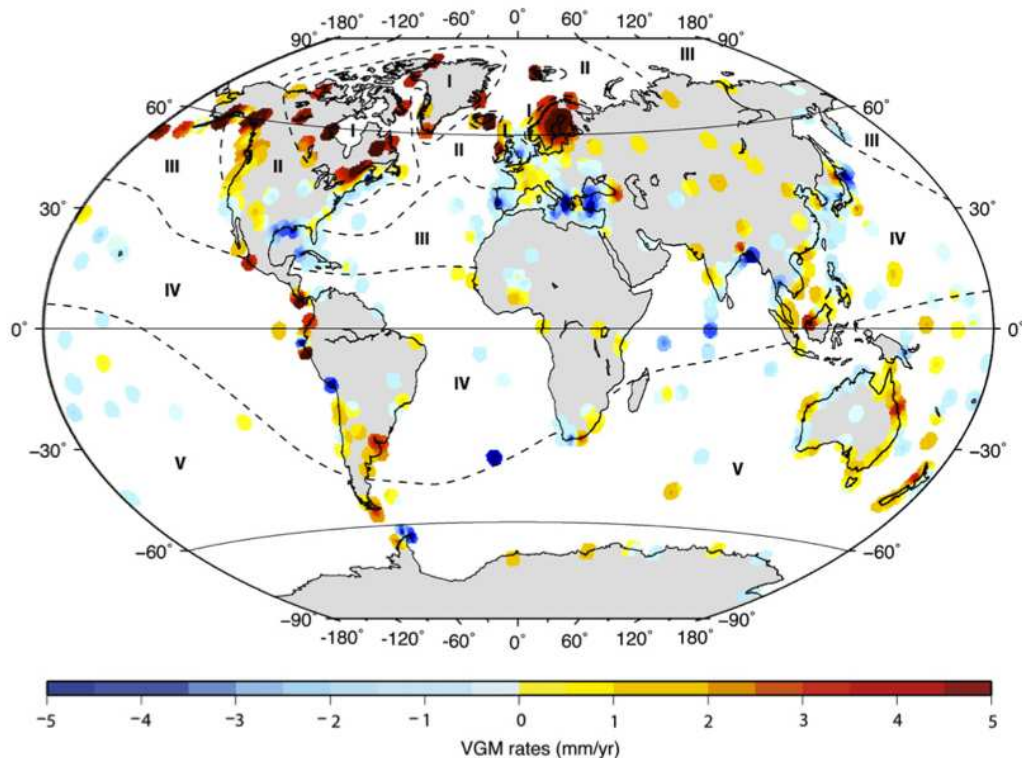 -180° -120° -60° 0° 60° 120° 180°
90° 90°
III
II
I
60° I I 60°
I
III II II III
30° 30°
III IV
IV
0° 0°
IV
−30° −30°
V V
−60° −60°
−90° −90°
-180° -120° -60° 0° 60° 120° 180°
−5 −4 −3 −2 −1 0 1 2 3 4 5
VGM rates (mm/yr)